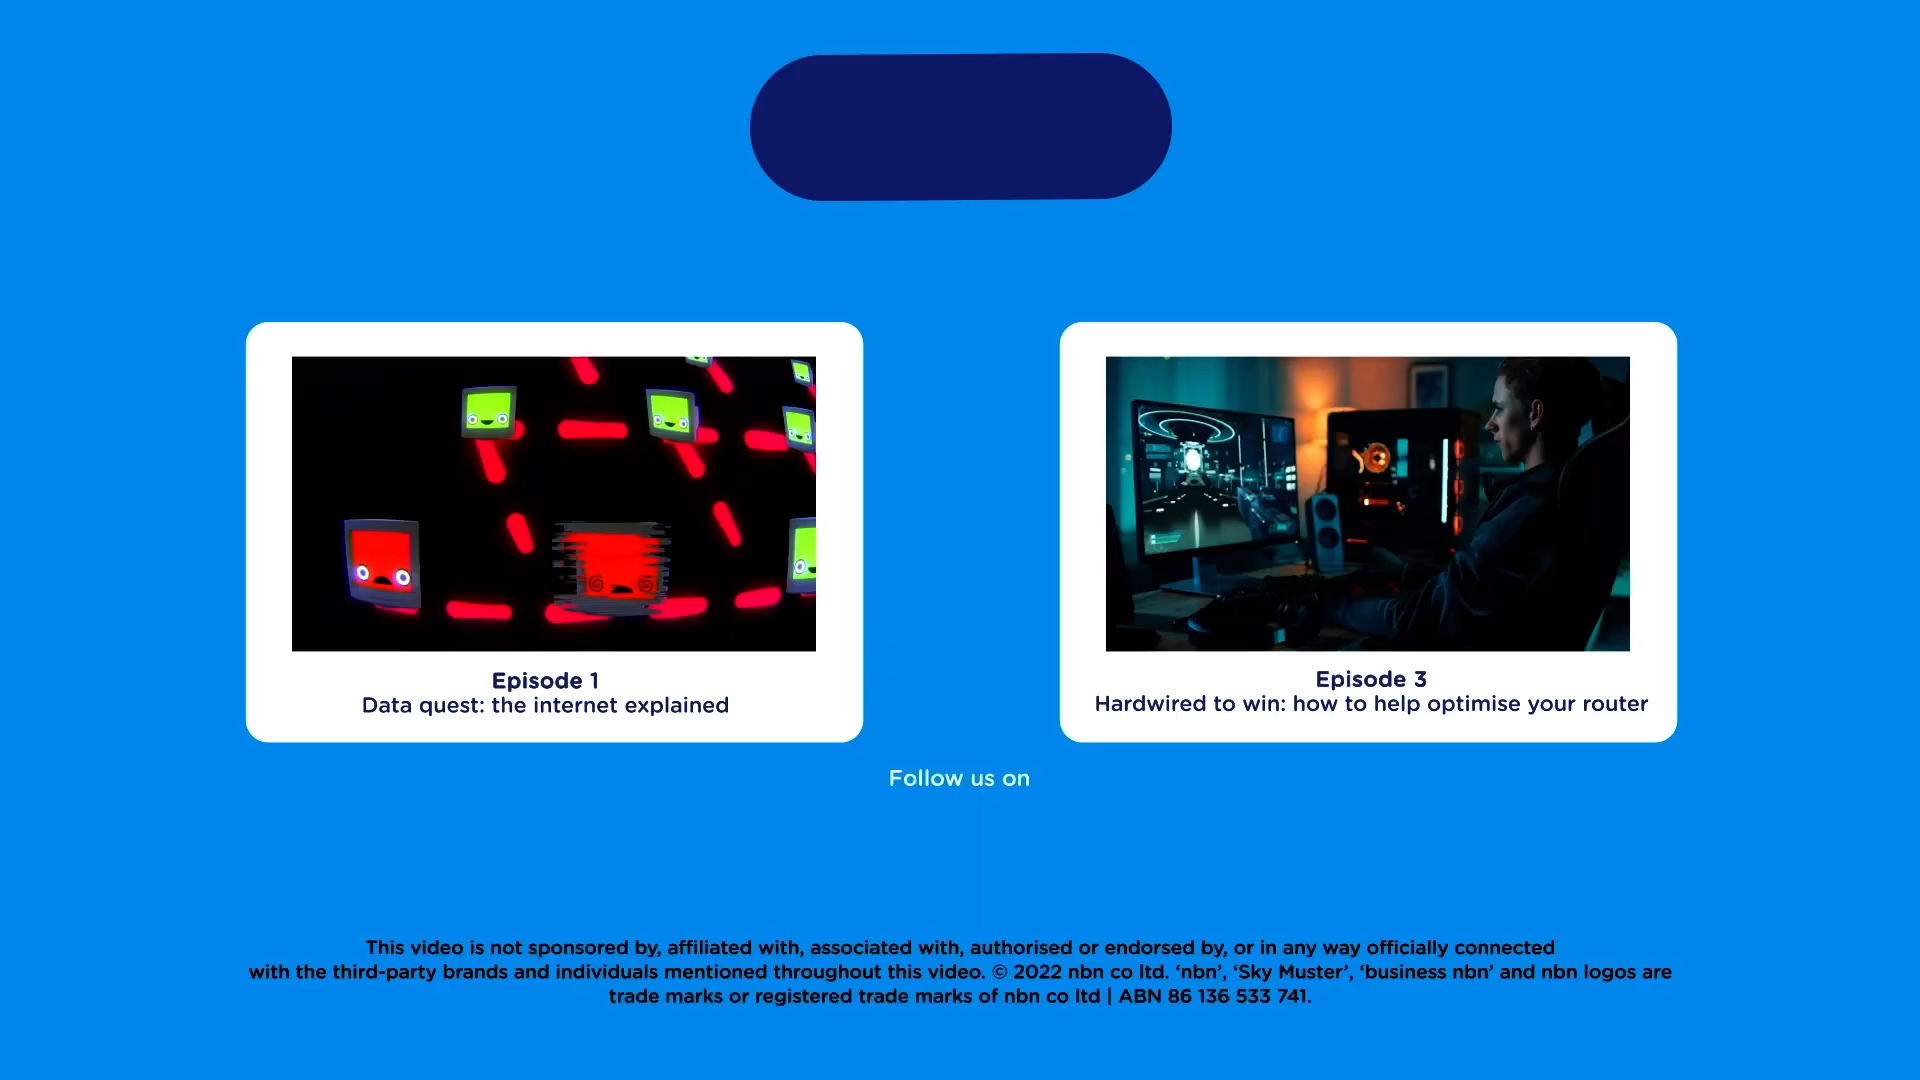 Episode 1
Data quest: the internet explained
Episode 3
Hardwired to win: how to help optimise your router
Follow us on
This video is not sponsored by, affiliated with, associated with, authorised or endorsed by, or in any way officially connected
with the third-party brands and individuals mentioned throughout this video. © 2022 nbn co ltd. ‘nbn’, ‘Sky Muster’, ‘business nbn’ and nbn logos are
trade marks or registered trade marks of nbn co ltd | ABN 86 136 533 741.